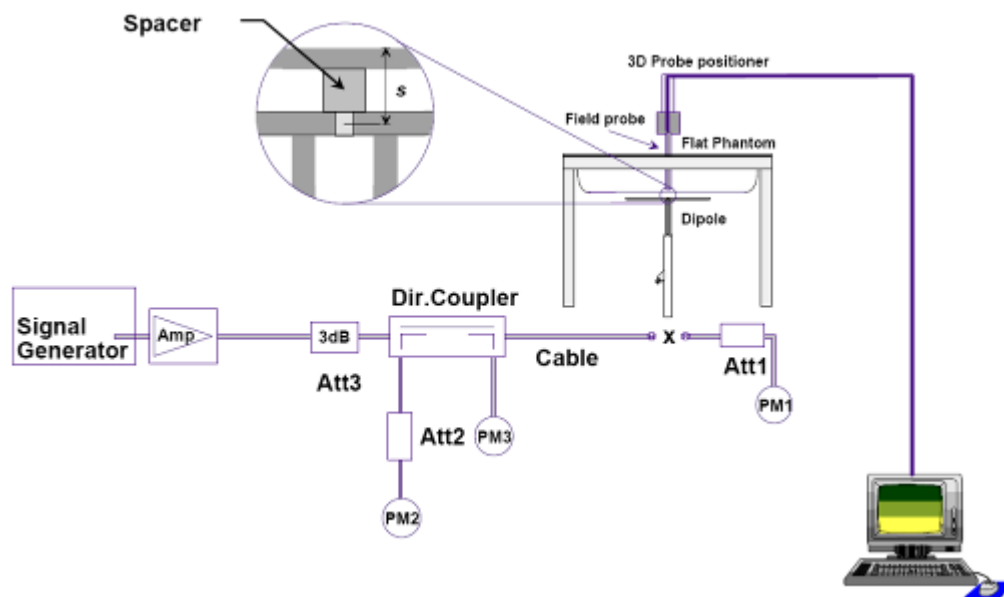 Spacer
s
3D Probe positioner
Field probe
Flat Phantom
Dipole
Signal
Generator
Amp
3dB
Att3
Dir.Coupler
Cable
x
Att1
PM1
Att2
PM3
PM2